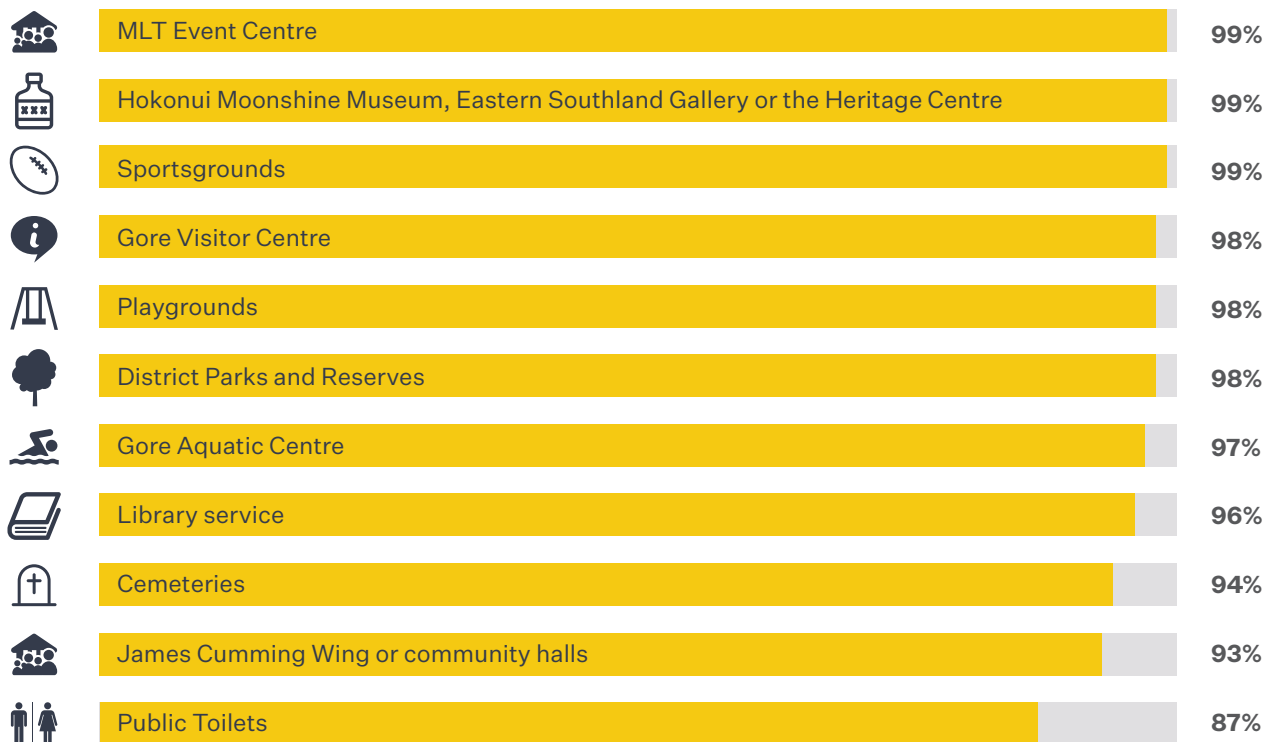 MLT Event Centre 99%
Hokonui Moonshine Museum, Eastern Southland Gallery or the Heritage Centre 99%
Sportsgrounds 99%
Gore Visitor Centre 98%
Playgrounds 98%
District Parks and Reserves 98%
Gore Aquatic Centre 97%
Library service 96%
Cemeteries 94%
James Cumming Wing or community halls 93%
Public Toilets 87%